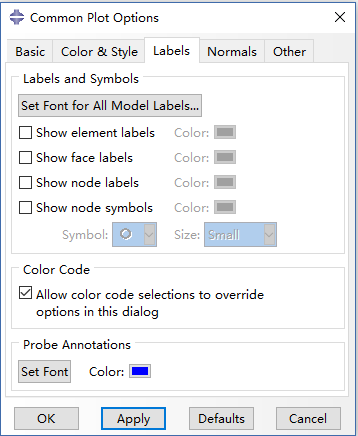 Common Plot Options
Basic Color & Style Labels Normals Other
Labels and Symbols
Set Font for All Model Labels...
Show element labels Color:
Show face labels Color:
Show node labels Color:
Show node symbols Color:
Symbol: Size: Small
Color Code
Allow color code selections to override
options in this dialog
Probe Annotations
Set Font Color:
OK Apply Defaults Cancel